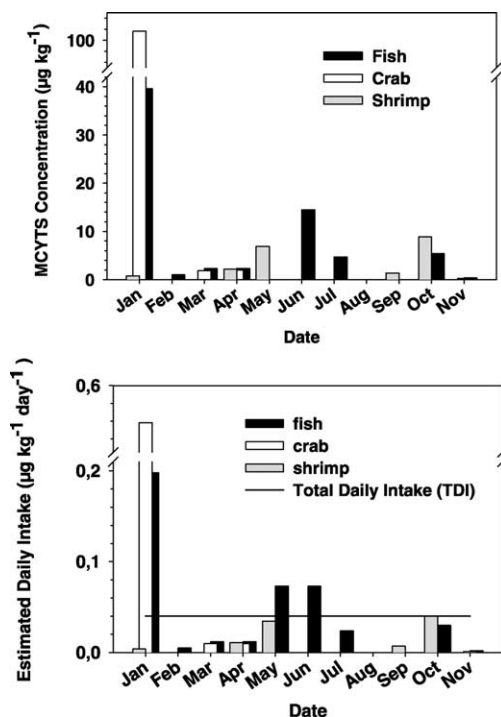 MCYTS Concentration (µg kg⁻¹)
100
40
30
20
10
0
Fish
Crab
Shrimp
Jan Feb Mar Apr May Jun Jul Aug Sep Oct Nov
Date
Estimated Daily Intake (µg kg⁻¹ day⁻¹)
0,6
0,2
0,1
0,0
fish
crab
shrimp
Total Daily Intake (TDI)
Jan Feb Mar Apr May Jun Jul Aug Sep Oct Nov
Date